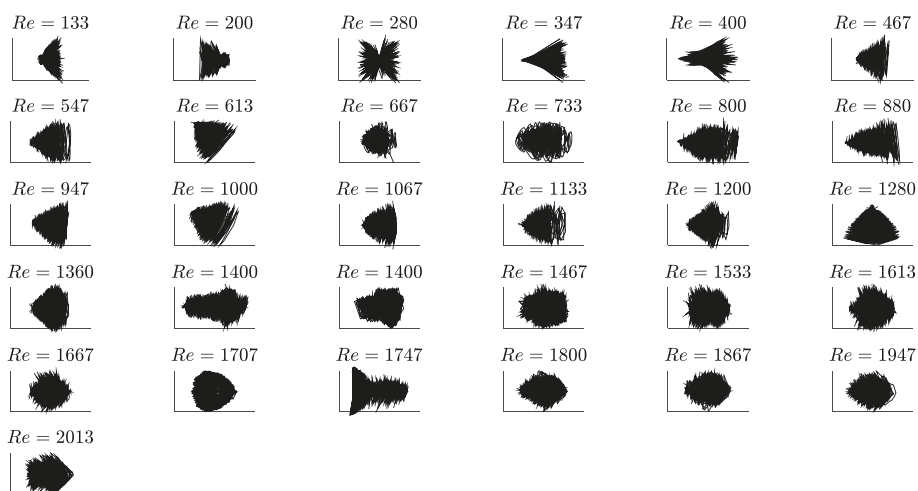 Re = 133 Re = 200 Re = 280 Re = 347 Re = 400 Re = 467
Re = 547 Re = 613 Re = 667 Re = 733 Re = 800 Re = 880
Re = 947 Re = 1000 Re = 1067 Re = 1133 Re = 1200 Re = 1280
Re = 1360 Re = 1400 Re = 1400 Re = 1467 Re = 1533 Re = 1613
Re = 1667 Re = 1707 Re = 1747 Re = 1800 Re = 1867 Re = 1947
Re = 2013